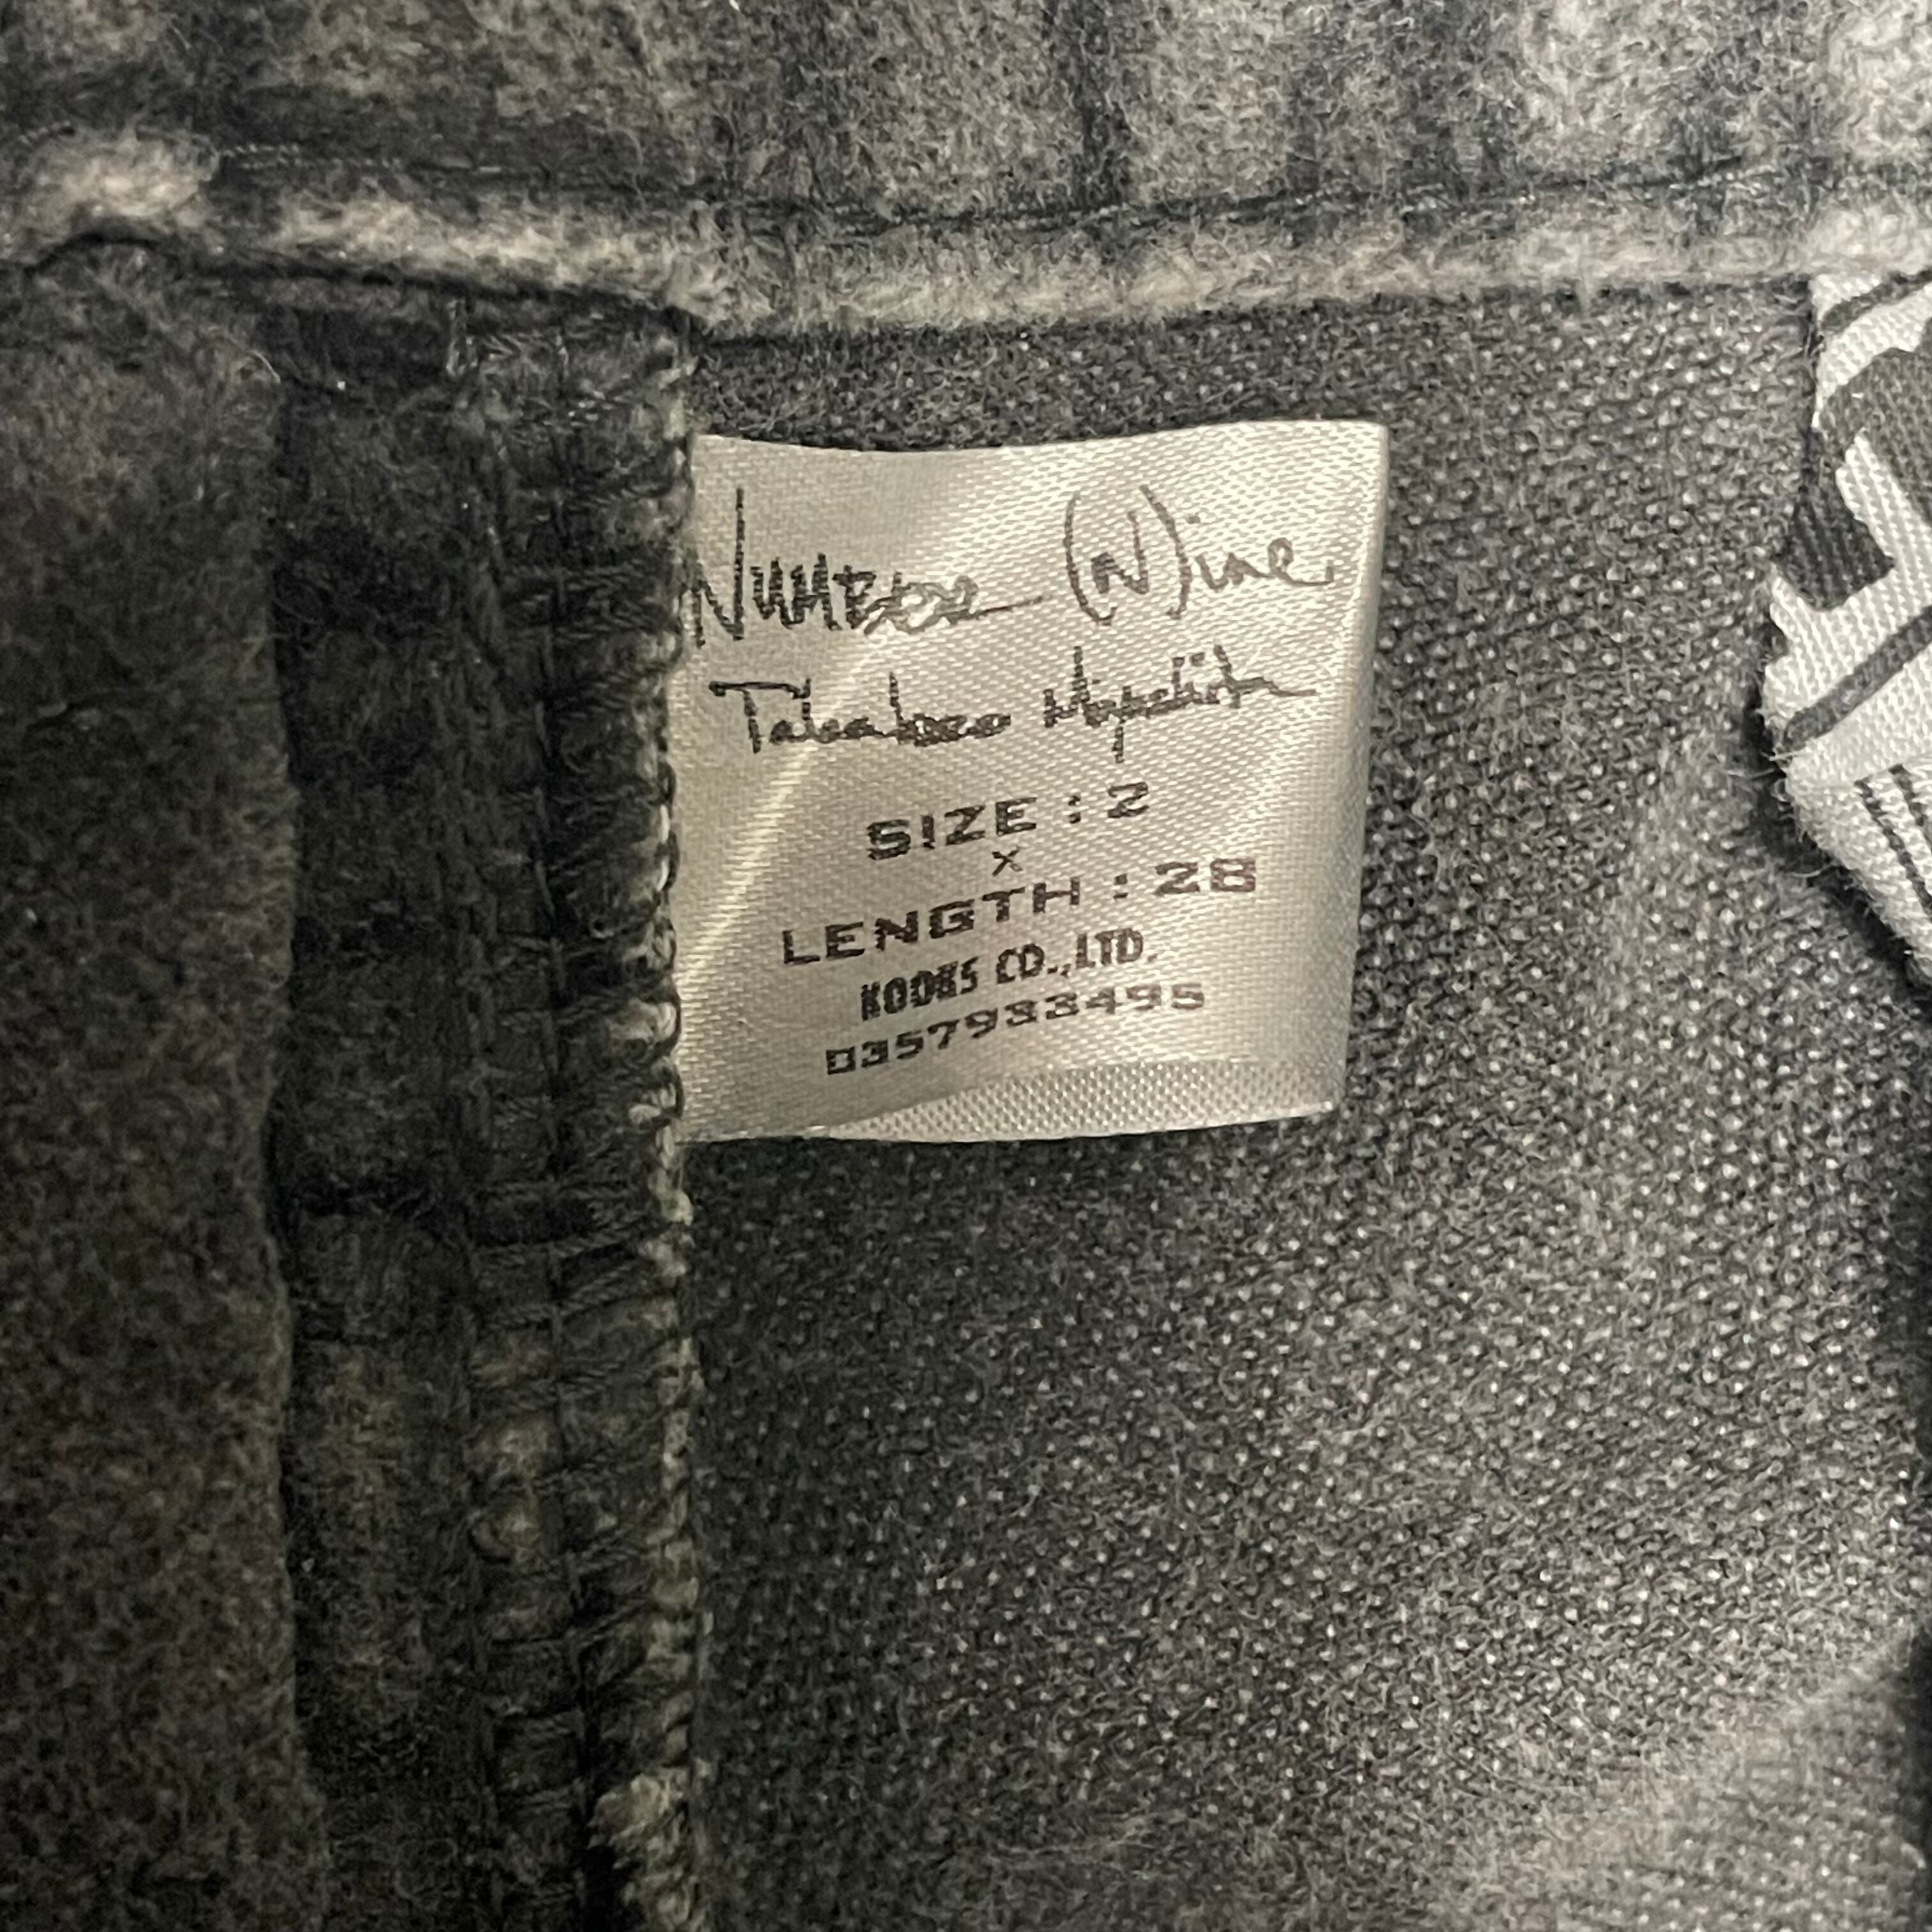 Number (N)ine
Takahiro Miyashita
SIZE : 2
X
LENGTH : 28
KOOKS CO.,LTD.
0357933495